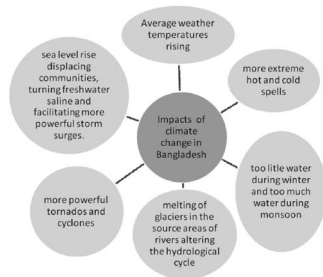 Average weather
temperatures
rising
sea level rise
displacing
communities,
turning freshwater
saline and
facilitating more
powerful storm
surges.
more extreme
hot and cold
spells
Impacts of
climate
change in
Bangladesh
too litle water
during winter
and too much
water during
monsoon
more powerful
tornados and
cyclones
melting of
glaciers in the
source areas of
rivers altering
the hydrological
cycle